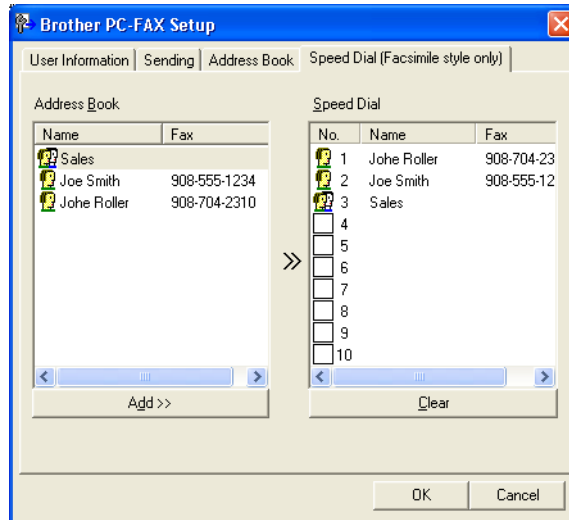 Brother PC-FAX Setup
User Information Sending Address Book Speed Dial (Facsimile style only)
Address Book
Name Fax
Sales
Joe Smith 908-555-1234
Johe Roller 908-704-2310
Add >>
>>
Speed Dial
No. Name Fax
1 Johe Roller 908-704-23
2 Joe Smith 908-555-12
3 Sales
4
5
6
7
8
9
10
Clear
OK Cancel